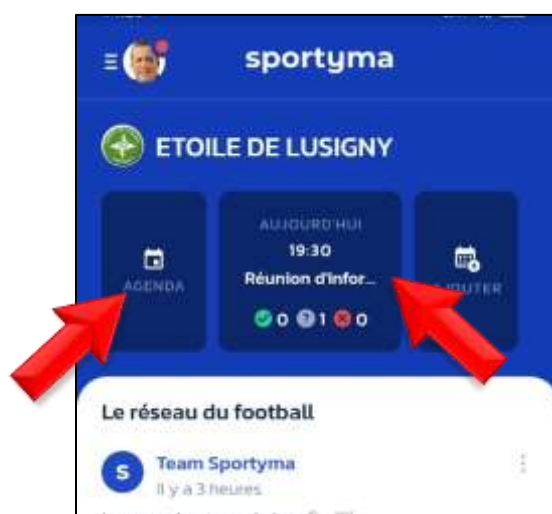 sportyma
ETOILE DE LUSIGNY
AUJOURD'HUI
19:30
AGENDA
Réunion d'infor...
AJOUTER
0 ? 1 0
Le réseau du football
S
Team Sportyma
Il y a 3 heures